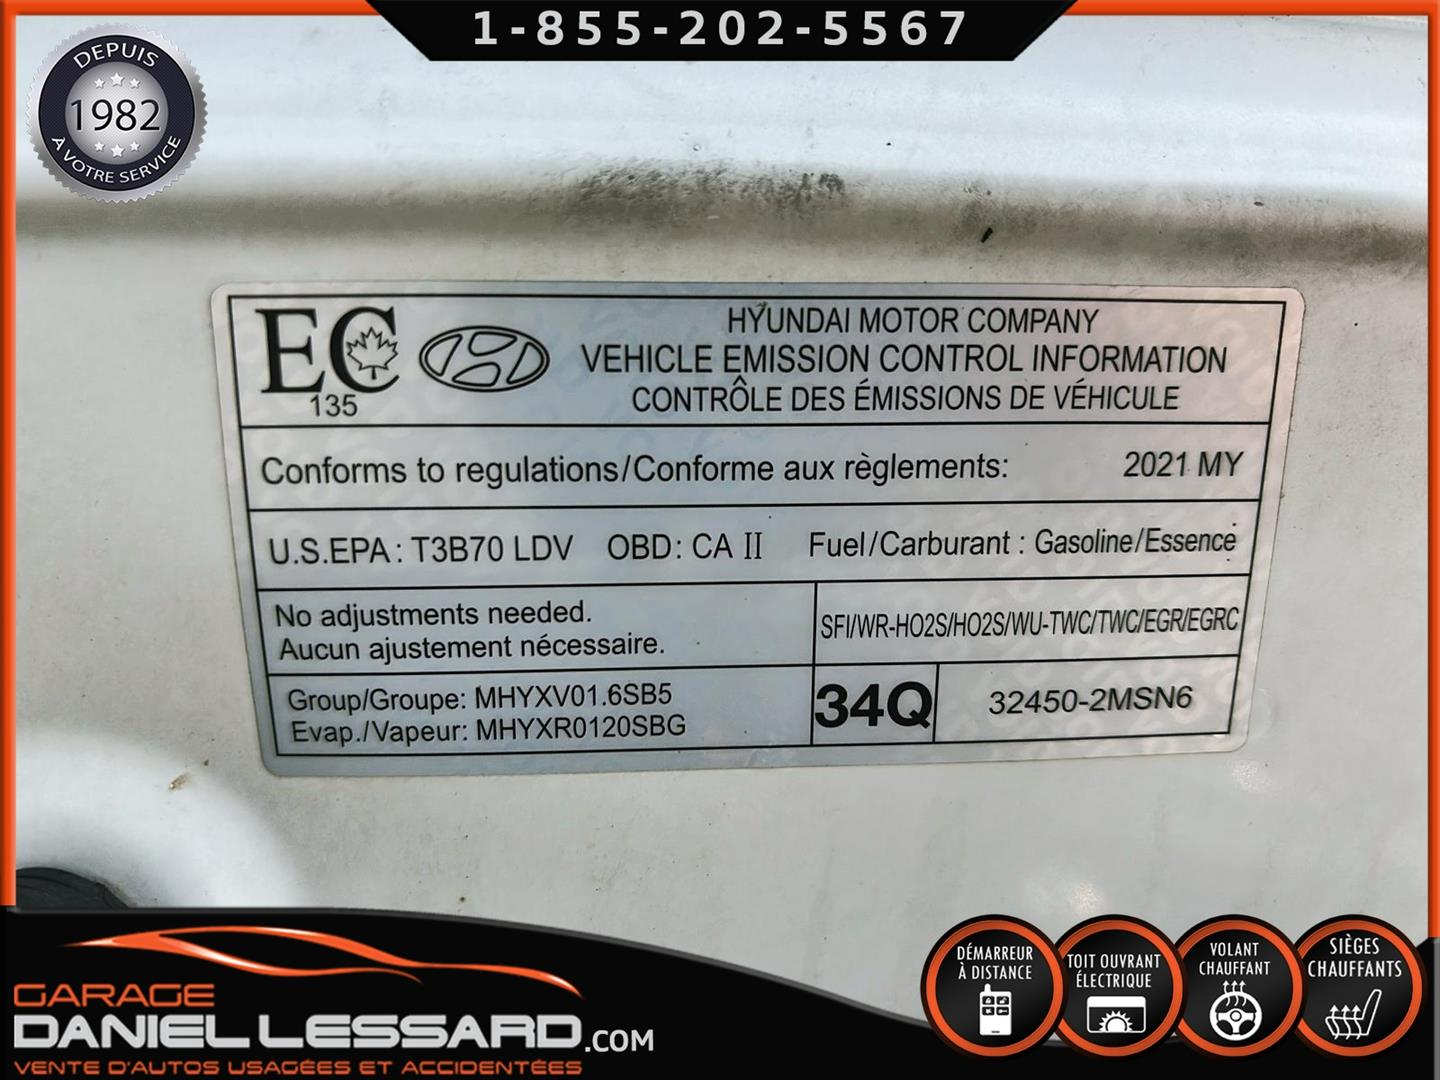 1-855-202-5567
DEPUIS
1982
À VOTRE SERVICE
EC
135
HYUNDAI MOTOR COMPANY
VEHICLE EMISSION CONTROL INFORMATION
CONTRÔLE DES ÉMISSIONS DE VÉHICULE
Conforms to regulations/Conforme aux règlements: 2021 MY
U.S.EPA : T3B70 LDV OBD: CA II Fuel/Carburant : Gasoline/Essence
No adjustments needed.
Aucun ajustement nécessaire.
SFI/WR-HO2S/HO2S/WU-TWC/TWC/EGR/EGRC
Group/Groupe: MHYXV01.6SB5
Evap./Vapeur: MHYXR0120SBG
34Q
32450-2MSN6
GARAGE
DANIEL LESSARD.COM
VENTE D'AUTOS USAGÉES ET ACCIDENTÉES
DÉMARREUR
À DISTANCE
TOIT OUVRANT
ÉLECTRIQUE
VOLANT
CHAUFFANT
SIÈGES
CHAUFFANTS